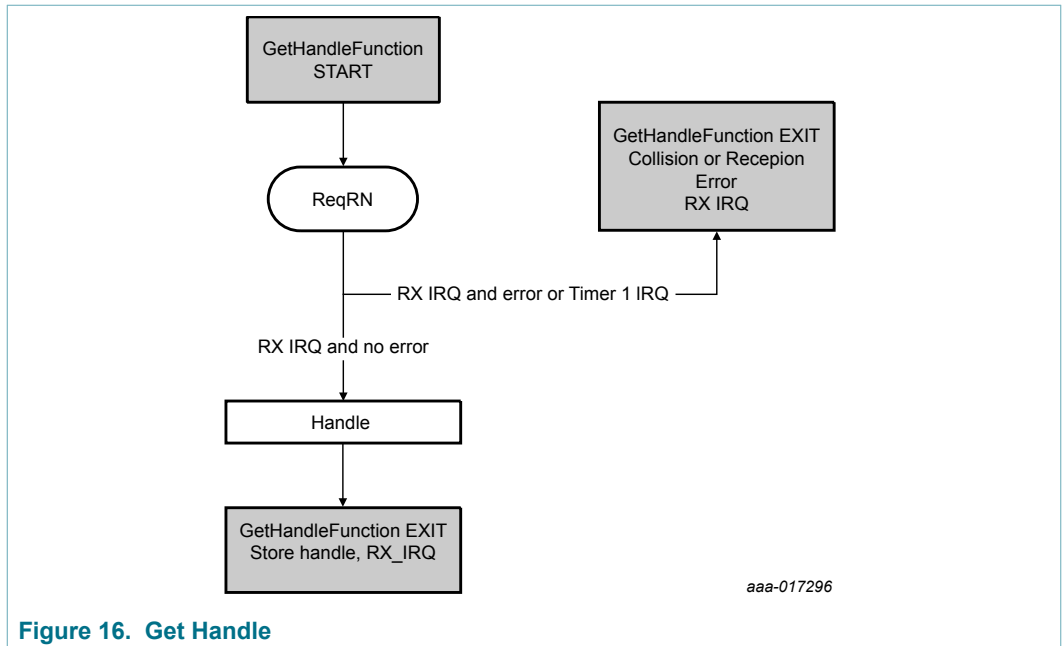 GetHandleFunction
START
GetHandleFunction EXIT
Collision or Recepion
Error
RX IRQ
ReqRN
RX IRQ and error or Timer 1 IRQ
RX IRQ and no error
Handle
GetHandleFunction EXIT
Store handle, RX_IRQ
aaa-017296
Figure 16. Get Handle